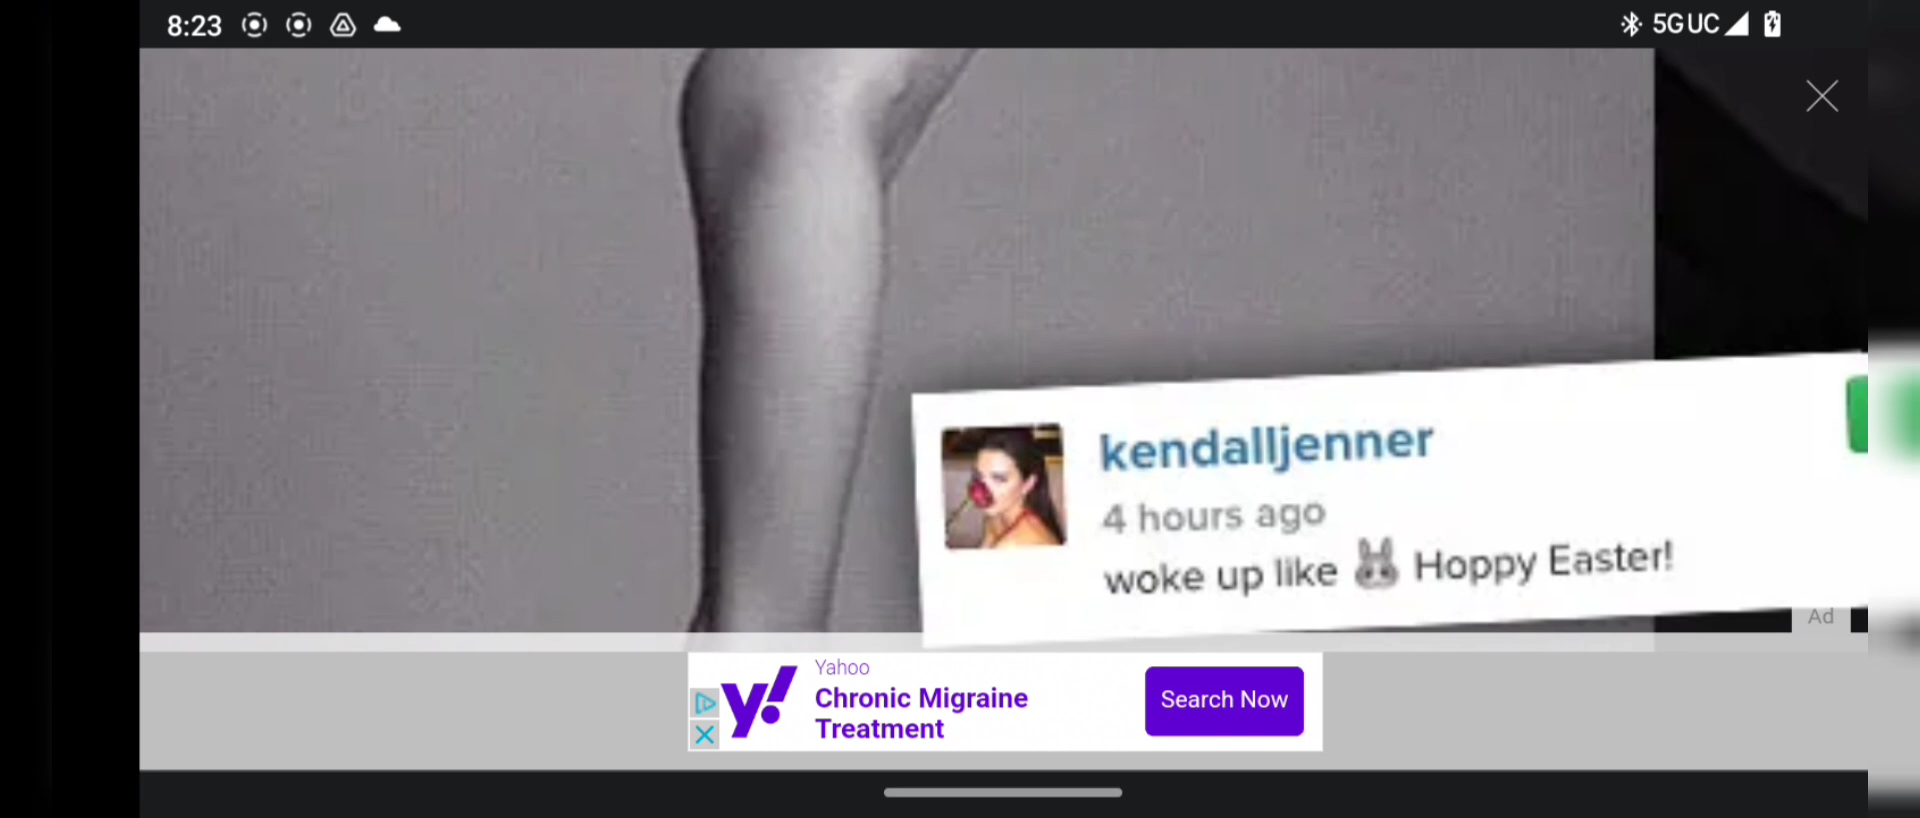 8:23
5G UC
kendalljenner
4 hours ago
woke up like 🐰 Hoppy Easter!
Ad
Yahoo
y!
Chronic Migraine
Treatment
Search Now